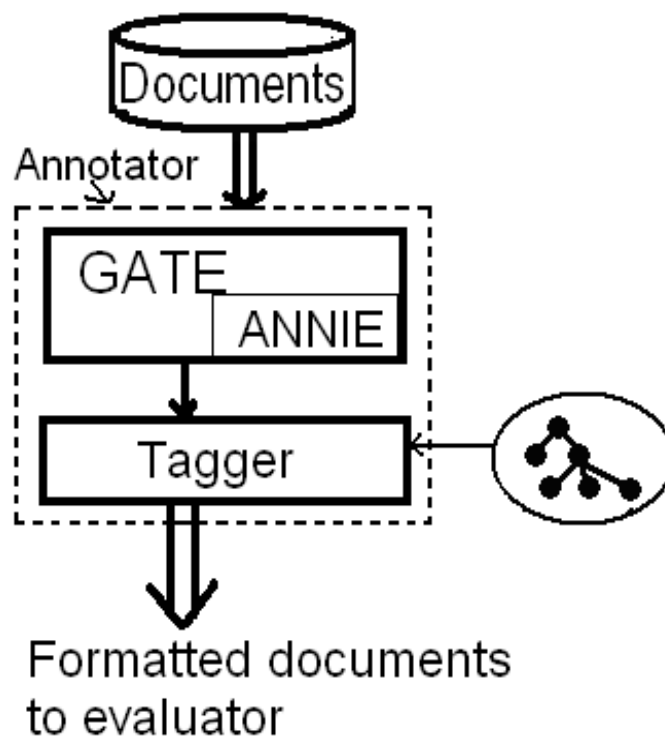 Documents
Annotator
GATE
ANNIE
Tagger
Formatted documents
to evaluator